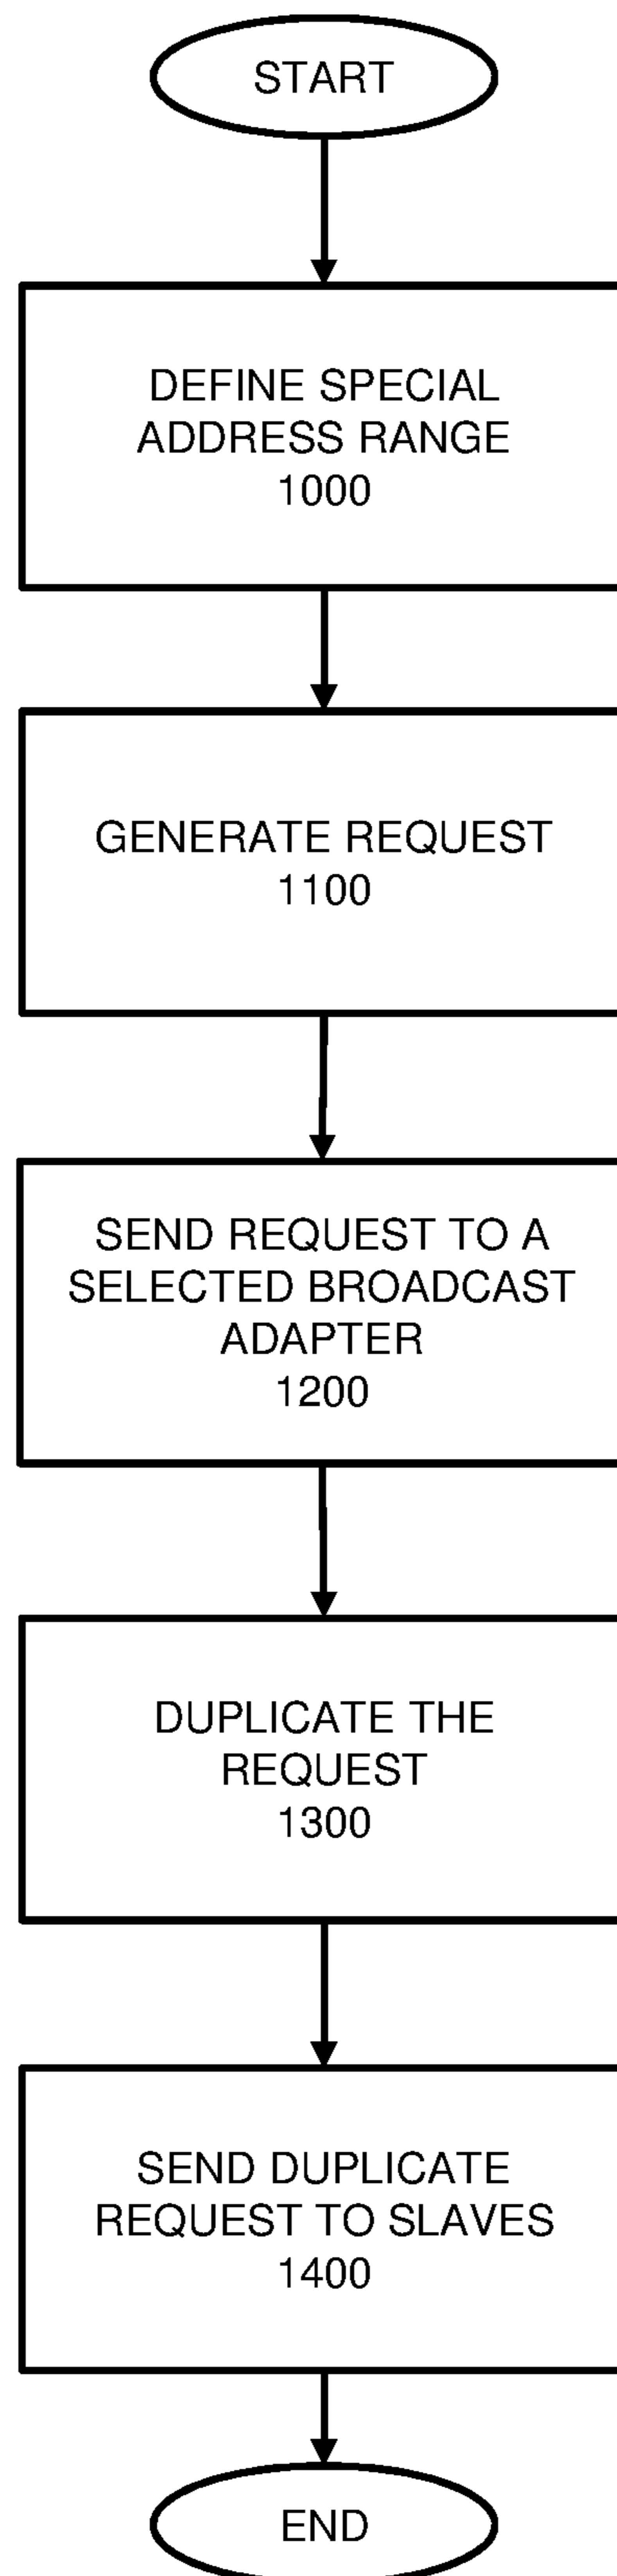 START
DEFINE SPECIAL
ADDRESS RANGE
1000
GENERATE REQUEST
1100
SEND REQUEST TO A
SELECTED BROADCAST
ADAPTER
1200
DUPLICATE THE
REQUEST
1300
SEND DUPLICATE
REQUEST TO SLAVES
1400
END